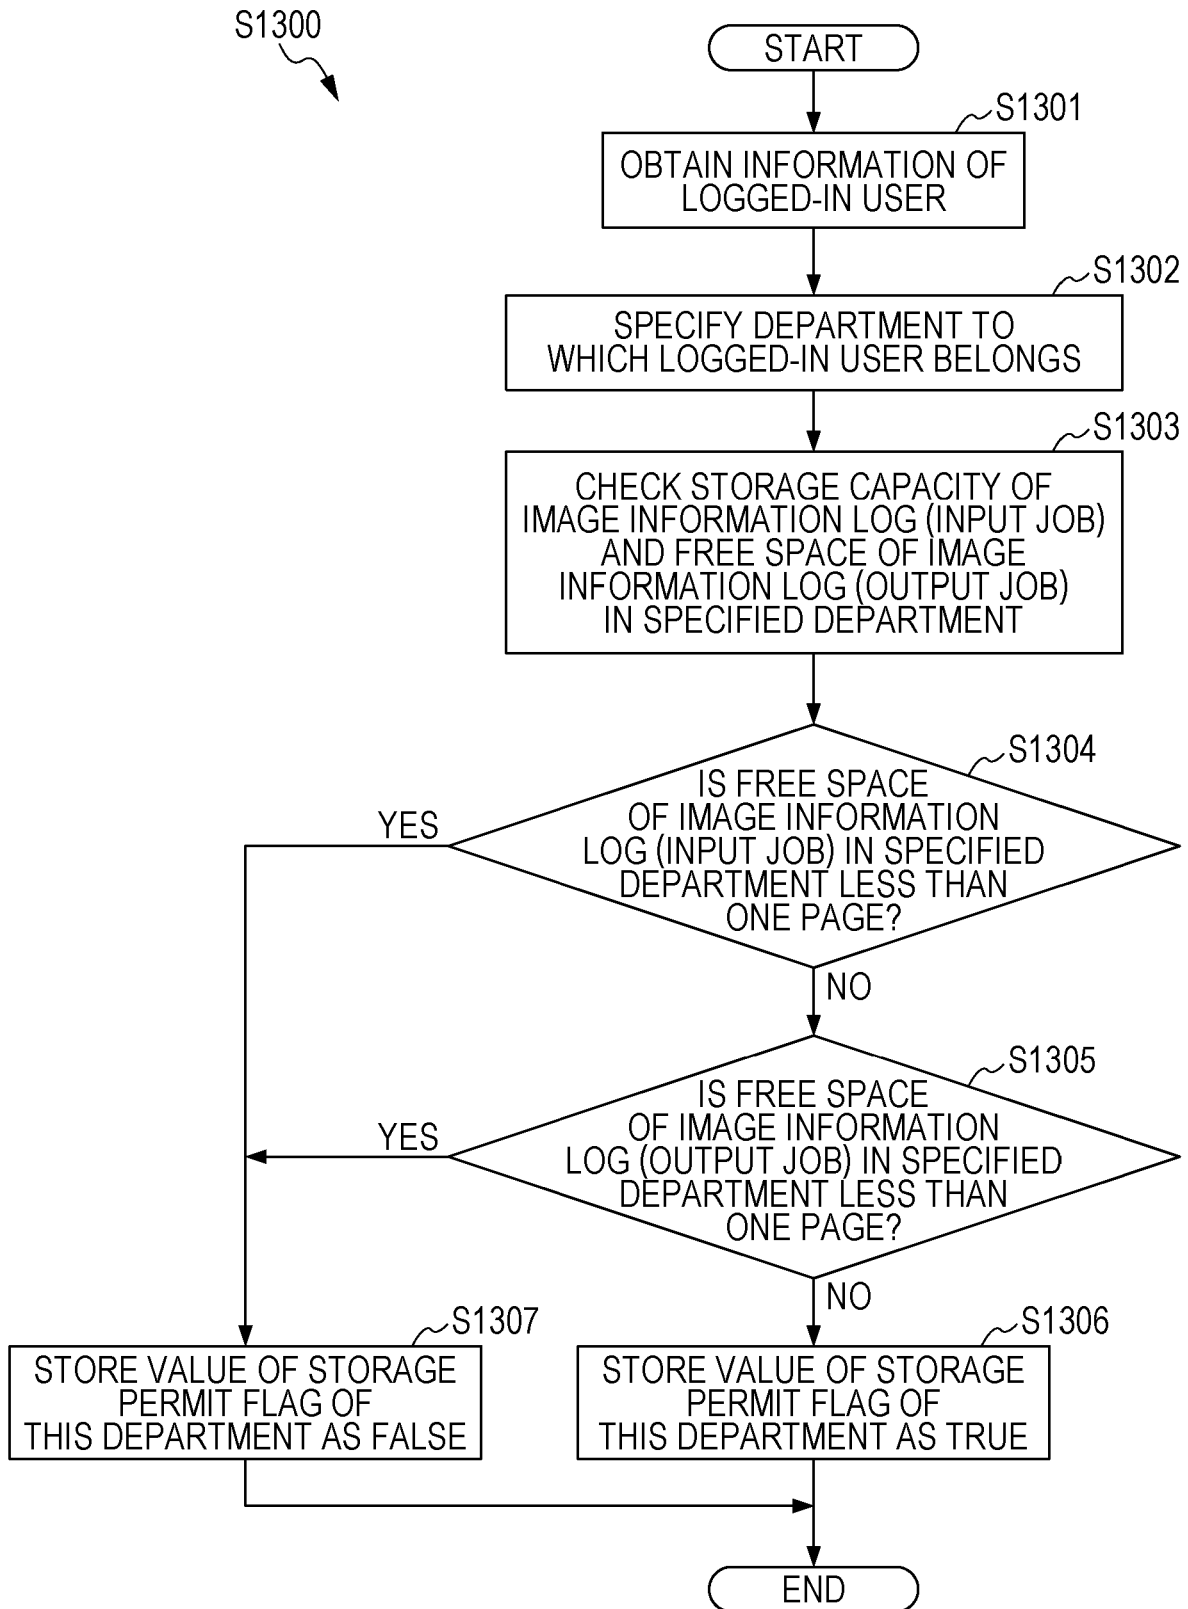 S1300
START
S1301
OBTAIN INFORMATION OF
LOGGED-IN USER
S1302
SPECIFY DEPARTMENT TO
WHICH LOGGED-IN USER BELONGS
S1303
CHECK STORAGE CAPACITY OF
IMAGE INFORMATION LOG (INPUT JOB)
AND FREE SPACE OF IMAGE
INFORMATION LOG (OUTPUT JOB)
IN SPECIFIED DEPARTMENT
S1304
IS FREE SPACE
OF IMAGE INFORMATION
LOG (INPUT JOB) IN SPECIFIED
DEPARTMENT LESS THAN
ONE PAGE?
YES
NO
S1305
IS FREE SPACE
OF IMAGE INFORMATION
LOG (OUTPUT JOB) IN SPECIFIED
DEPARTMENT LESS THAN
ONE PAGE?
YES
NO
S1307
STORE VALUE OF STORAGE
PERMIT FLAG OF
THIS DEPARTMENT AS FALSE
S1306
STORE VALUE OF STORAGE
PERMIT FLAG OF
THIS DEPARTMENT AS TRUE
END